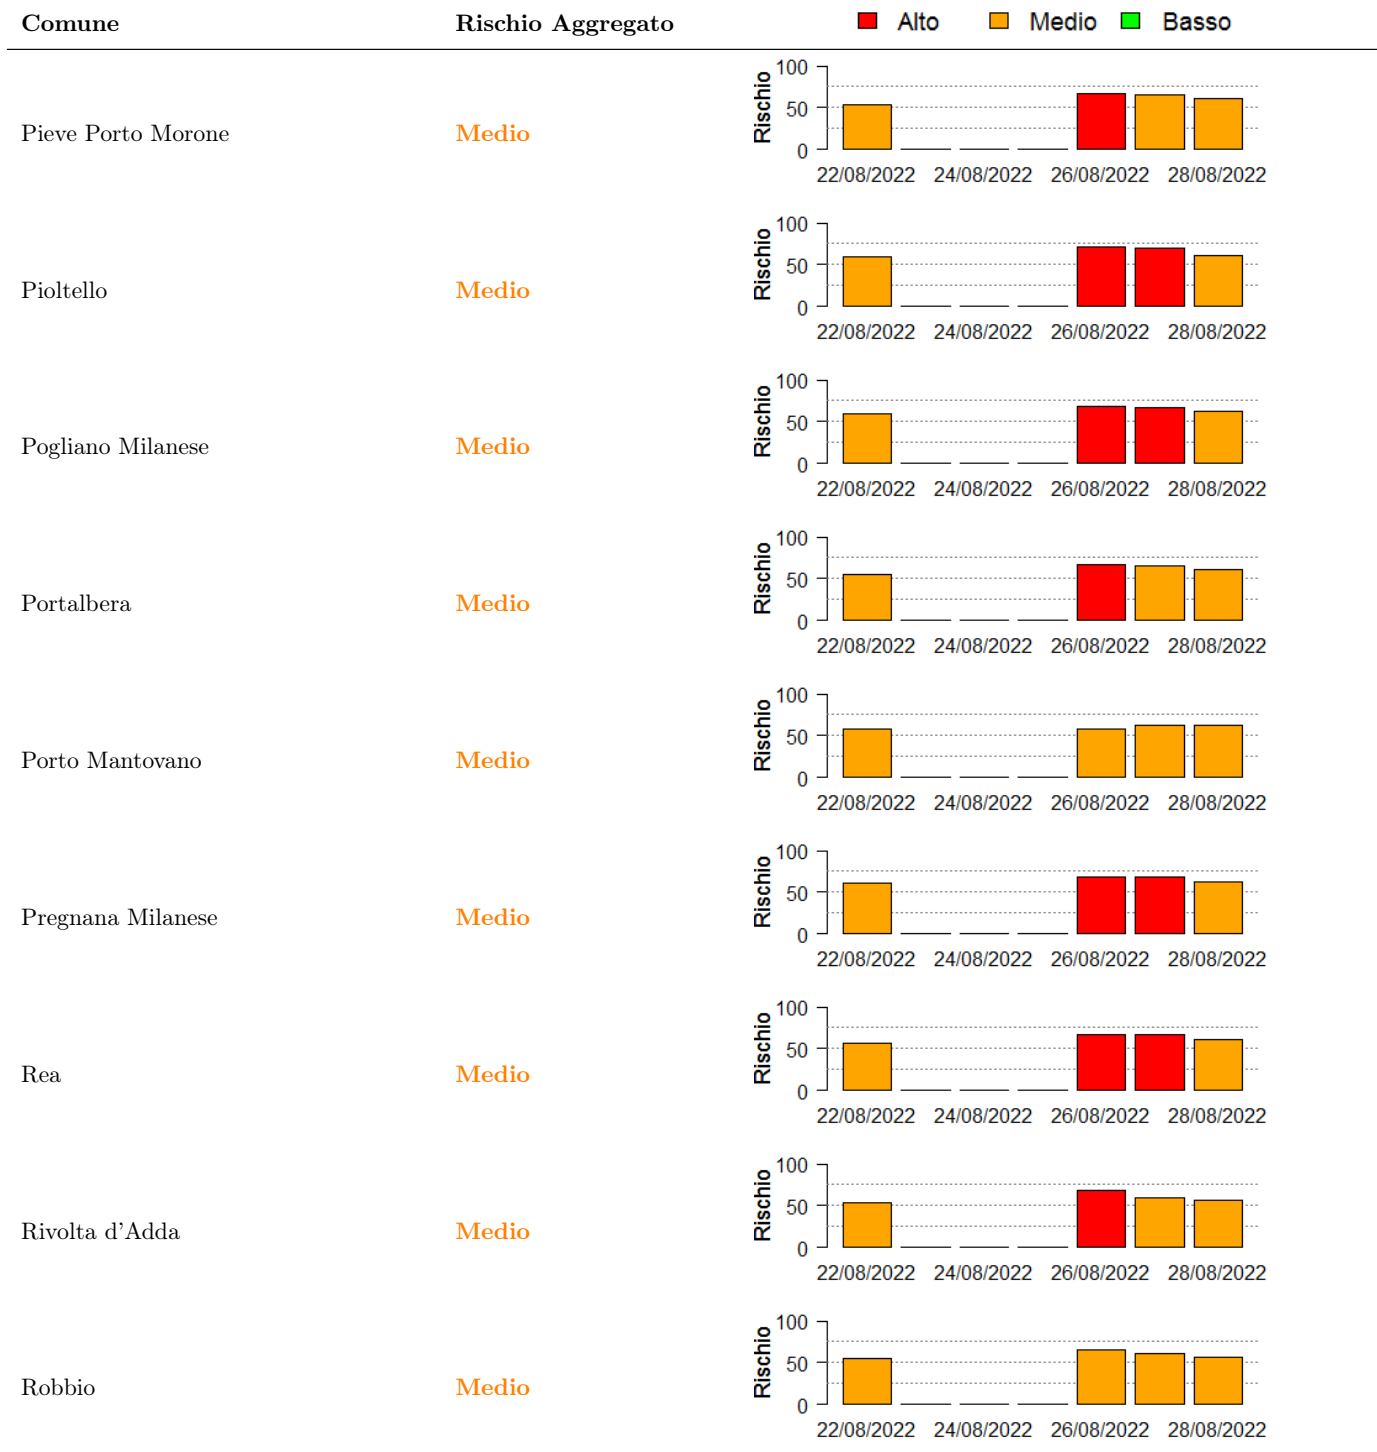 Comune Rischio Aggregato Alto Medio Basso
Pieve Porto Morone Medio Rischio 100 50 0
22/08/2022 24/08/2022 26/08/2022 28/08/2022
Pioltello Medio Rischio 100 50 0
22/08/2022 24/08/2022 26/08/2022 28/08/2022
Pogliano Milanese Medio Rischio 100 50 0
22/08/2022 24/08/2022 26/08/2022 28/08/2022
Portalbera Medio Rischio 100 50 0
22/08/2022 24/08/2022 26/08/2022 28/08/2022
Porto Mantovano Medio Rischio 100 50 0
22/08/2022 24/08/2022 26/08/2022 28/08/2022
Pregnana Milanese Medio Rischio 100 50 0
22/08/2022 24/08/2022 26/08/2022 28/08/2022
Rea Medio Rischio 100 50 0
22/08/2022 24/08/2022 26/08/2022 28/08/2022
Rivolta d'Adda Medio Rischio 100 50 0
22/08/2022 24/08/2022 26/08/2022 28/08/2022
Robbio Medio Rischio 100 50 0
22/08/2022 24/08/2022 26/08/2022 28/08/2022